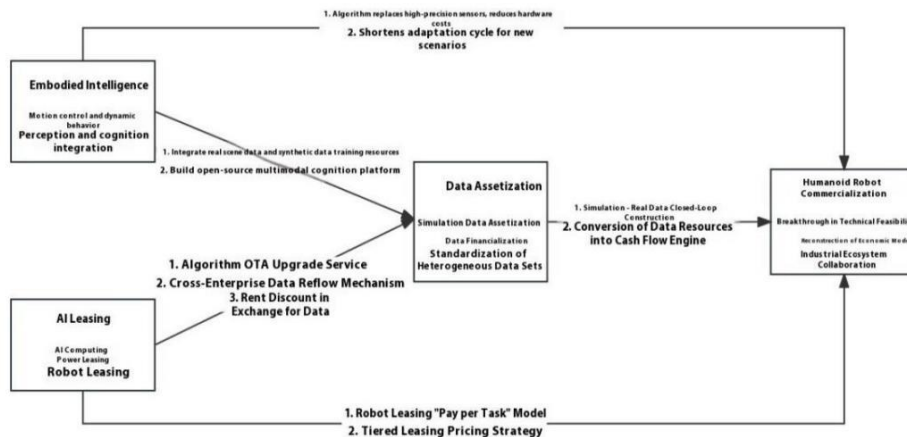 1. Algorithm replaces high-precision sensors, reduces hardware
costs
2. Shortens adaptation cycle for new
scenarios
Embodied Intelligence
Motion control and dynamic
behavior
Perception and cognition
integration
1. Integrate real scene data and synthetic data training resources
2. Build open-source multimodal cognition platform
Data Assetization
Simulation Data Assetization
Data Financialization
Standardization of
Heterogeneous Data Sets
1. Simulation - Real Data Closed-Loop
Construction
2. Conversion of Data Resources
into Cash Flow Engine
Humanoid Robot
Commercialization
Breakthrough in Technical Feasibili
Reconstruction of Economic Mode
Industrial Ecosystem
Collaboration
1. Algorithm OTA Upgrade Service
2. Cross-Enterprise Data Reflow Mechanism
3. Rent Discount in
Exchange for Data
AI Leasing
AI Computing
Power Leasing
Robot Leasing
1. Robot Leasing "Pay per Task" Model
2. Tiered Leasing Pricing Strategy